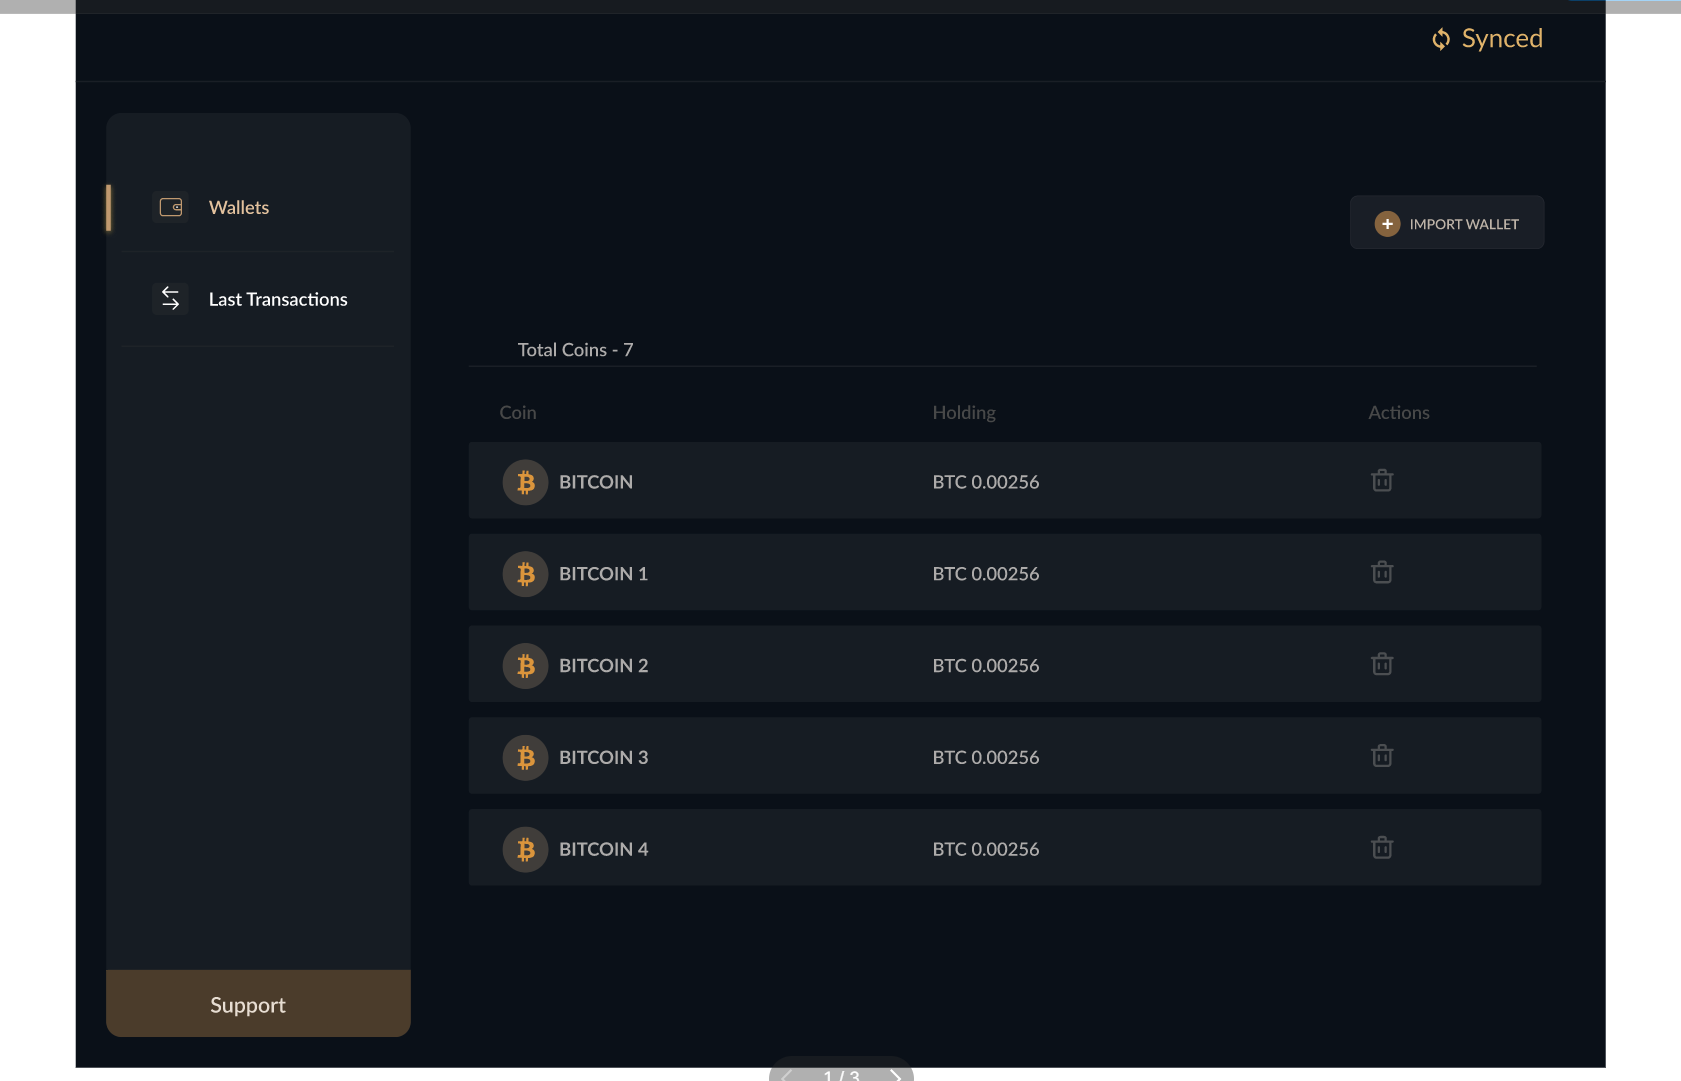 Synced
Wallets
Last Transactions
IMPORT WALLET
Total Coins - 7
Coin Holding Actions
BITCOIN BTC 0.00256
BITCOIN 1 BTC 0.00256
BITCOIN 2 BTC 0.00256
BITCOIN 3 BTC 0.00256
BITCOIN 4 BTC 0.00256
Support
1 / 3